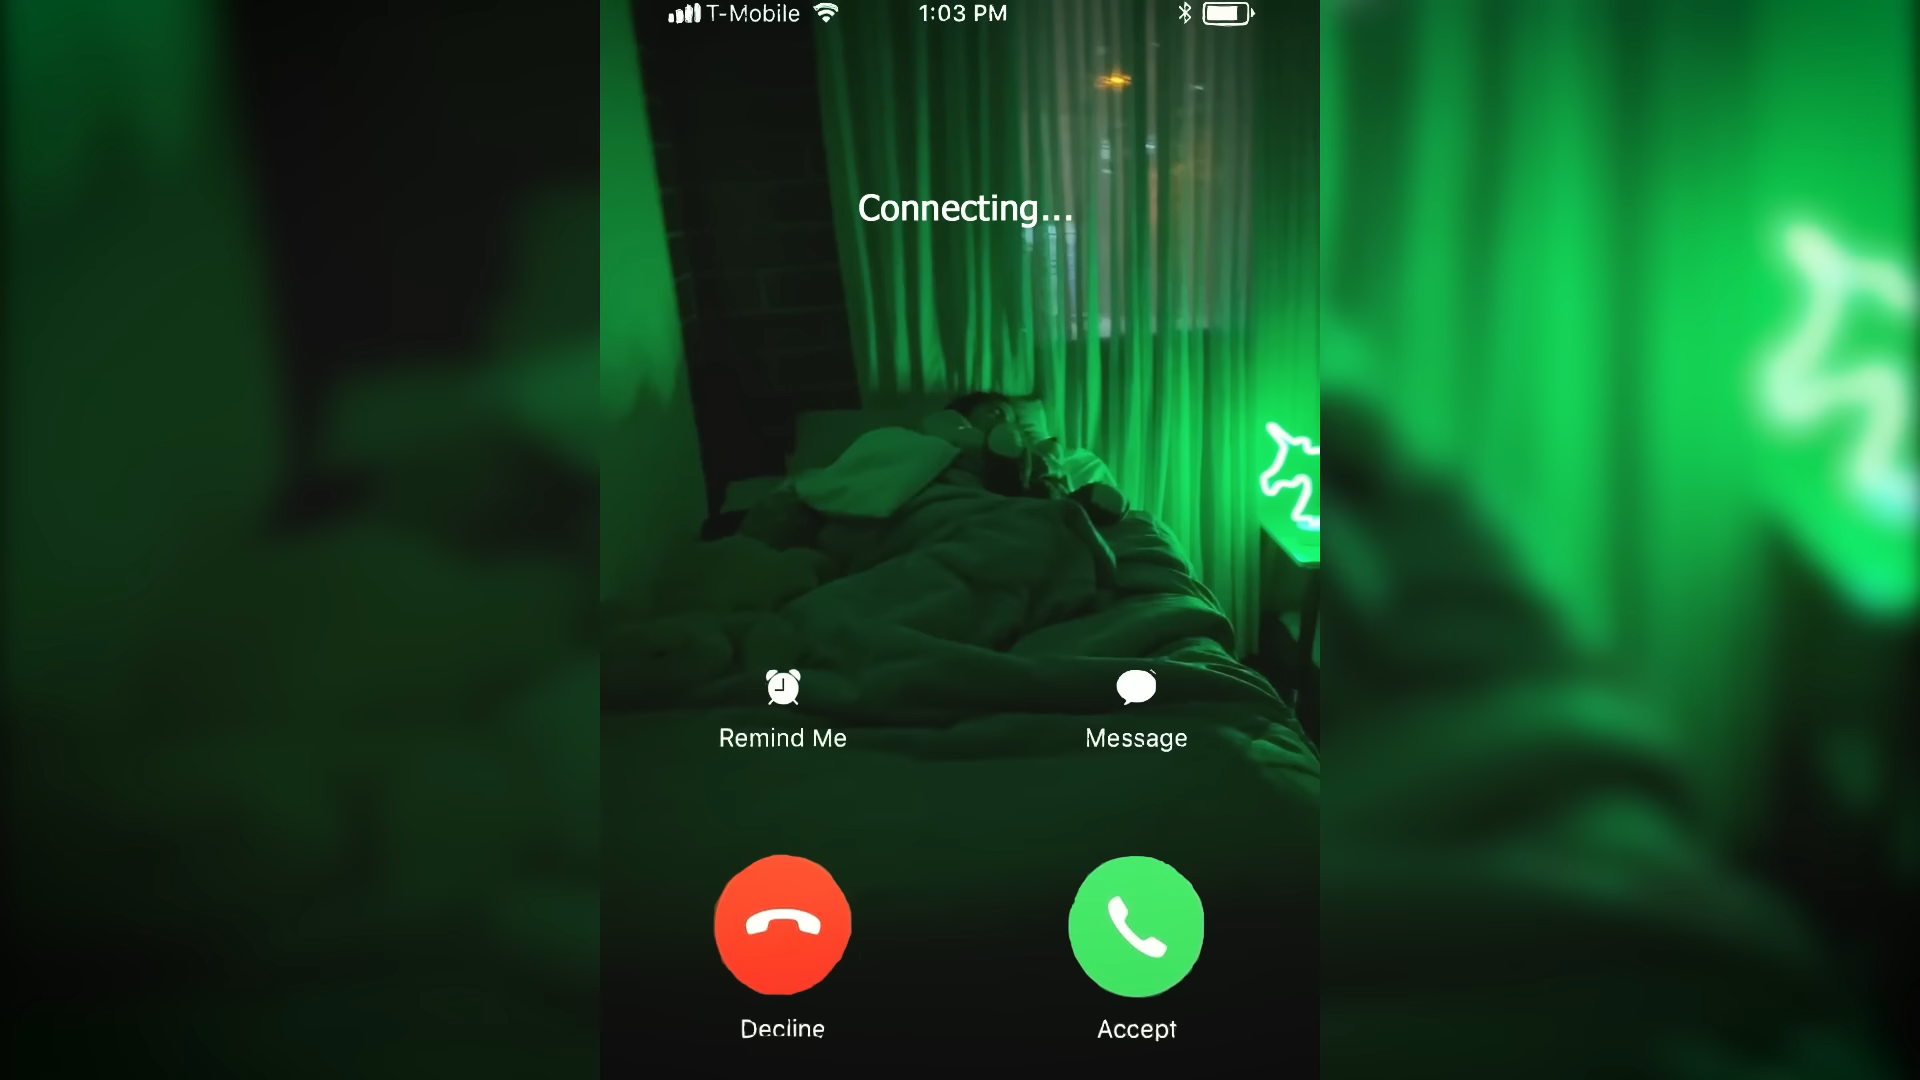 T-Mobile 1:03 PM
Connecting...
Remind Me Message
Decline Accept